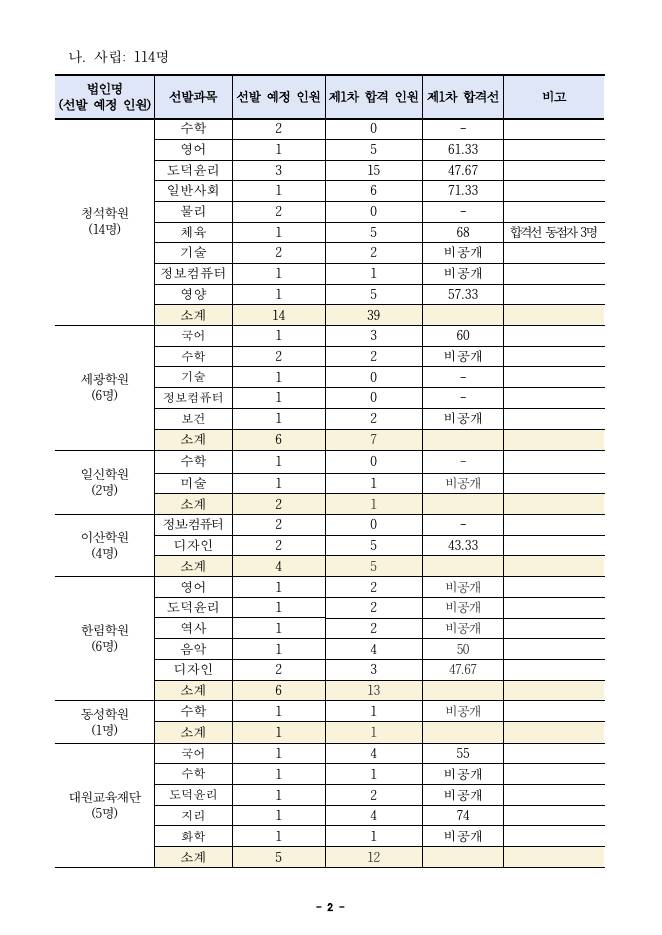 나. 사립: 114명
법인명 (선발 예정 인원) 선발과목 선발 예정 인원 제1차 합격 인원 제1차 합격선 비고
청석학원 (14명)
수학 2 0 -
영어 1 5 61.33
도덕윤리 3 15 47.67
일반사회 1 6 71.33
물리 2 0 -
체육 1 5 68 합격선 동점자 3명
기술 2 2 비공개
정보컴퓨터 1 1 비공개
영양 1 5 57.33
소계 14 39
세광학원 (6명)
국어 1 3 60
수학 2 2 비공개
기술 1 0 -
정보컴퓨터 1 0 -
보건 1 2 비공개
소계 6 7
일신학원 (2명)
수학 1 0 -
미술 1 1 비공개
소계 2 1
이산학원 (4명)
정보컴퓨터 2 0 -
디자인 2 5 43.33
소계 4 5
한림학원 (6명)
영어 1 2 비공개
도덕윤리 1 2 비공개
역사 1 2 비공개
음악 1 4 50
디자인 2 3 47.67
소계 6 13
동성학원 (1명)
수학 1 1 비공개
소계 1 1
대원교육재단 (5명)
국어 1 4 55
수학 1 1 비공개
도덕윤리 1 2 비공개
지리 1 4 74
화학 1 1 비공개
소계 5 12
- 2 -